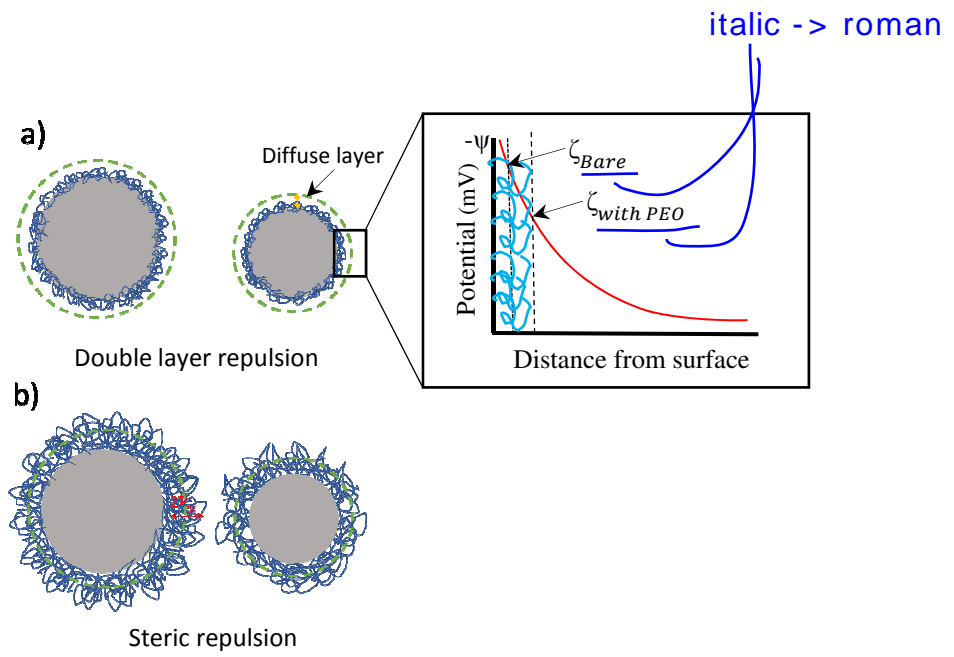 italic -> roman
a)
Diffuse layer
-ψ
ζBare
ζwith PEO
Potential (mV)
Distance from surface
Double layer repulsion
b)
Steric repulsion